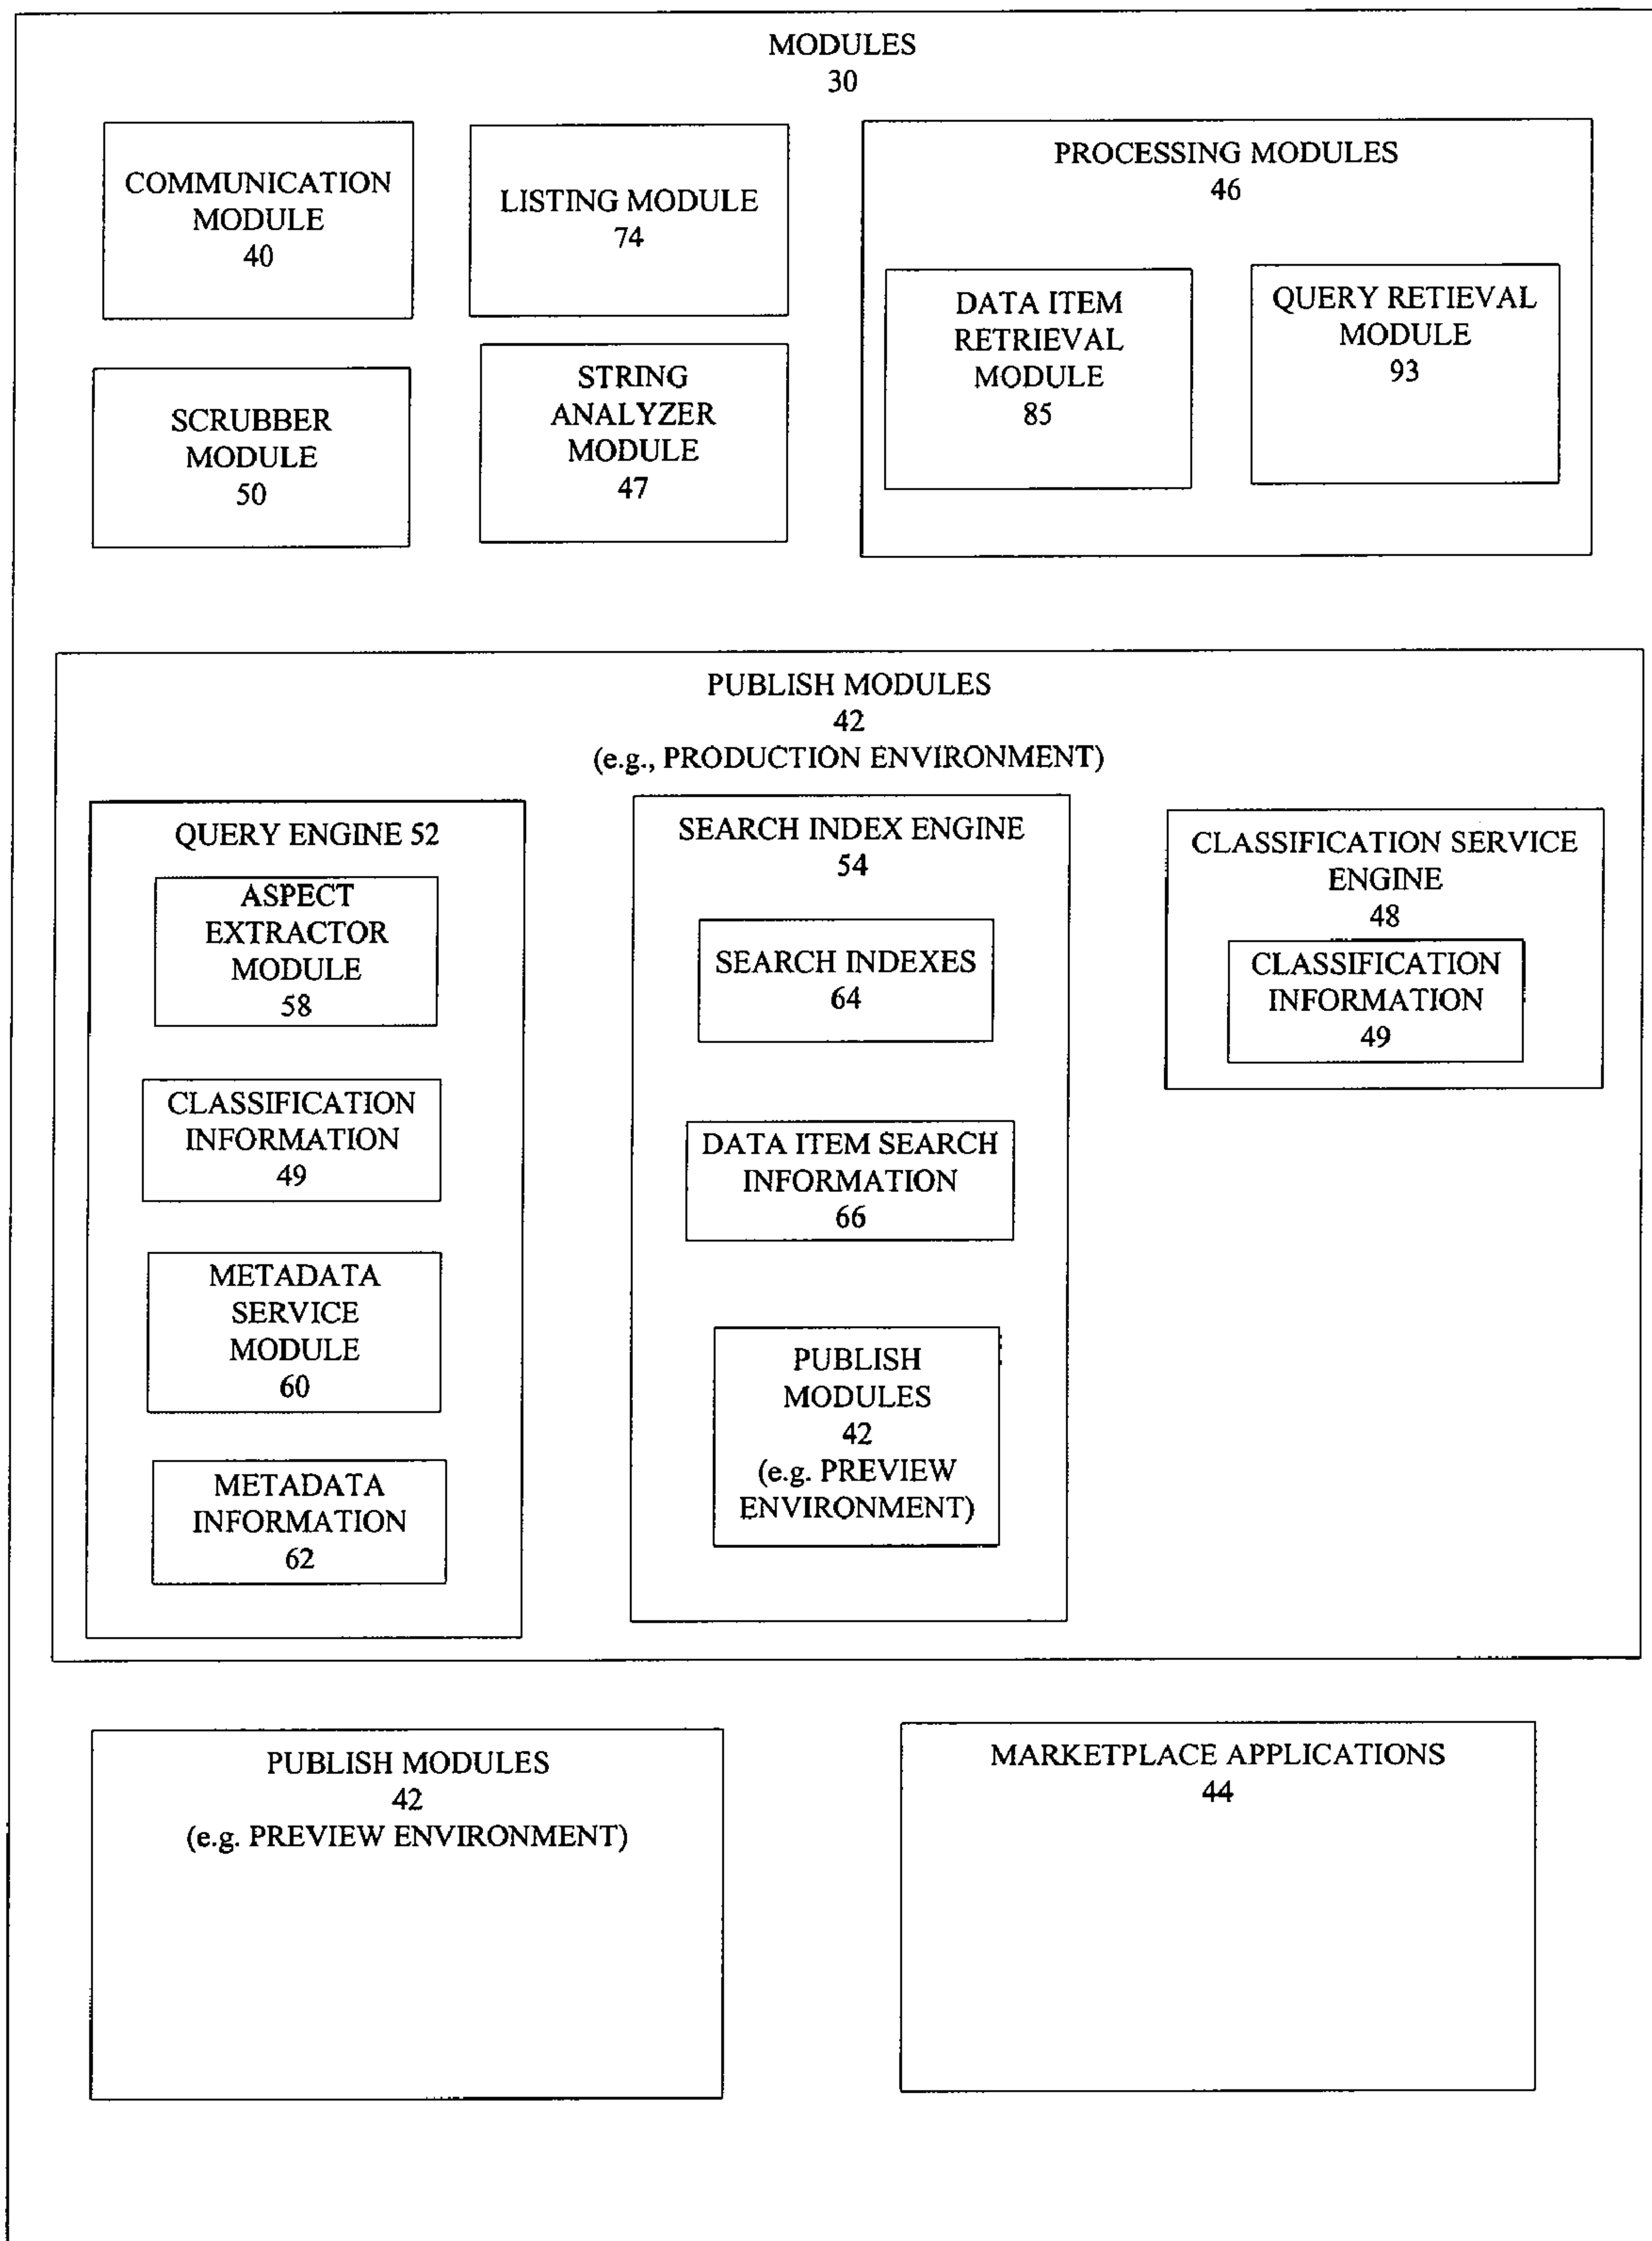 MODULES
30
COMMUNICATION
MODULE
40
LISTING MODULE
74
PROCESSING MODULES
46
DATA ITEM
RETRIEVAL
MODULE
85
QUERY RETIEVAL
MODULE
93
SCRUBBER
MODULE
50
STRING
ANALYZER
MODULE
47
PUBLISH MODULES
42
(e.g., PRODUCTION ENVIRONMENT)
QUERY ENGINE 52
ASPECT
EXTRACTOR
MODULE
58
CLASSIFICATION
INFORMATION
49
METADATA
SERVICE
MODULE
60
METADATA
INFORMATION
62
SEARCH INDEX ENGINE
54
SEARCH INDEXES
64
DATA ITEM SEARCH
INFORMATION
66
PUBLISH
MODULES
42
(e.g. PREVIEW
ENVIRONMENT)
CLASSIFICATION SERVICE
ENGINE
48
CLASSIFICATION
INFORMATION
49
PUBLISH MODULES
42
(e.g. PREVIEW ENVIRONMENT)
MARKETPLACE APPLICATIONS
44